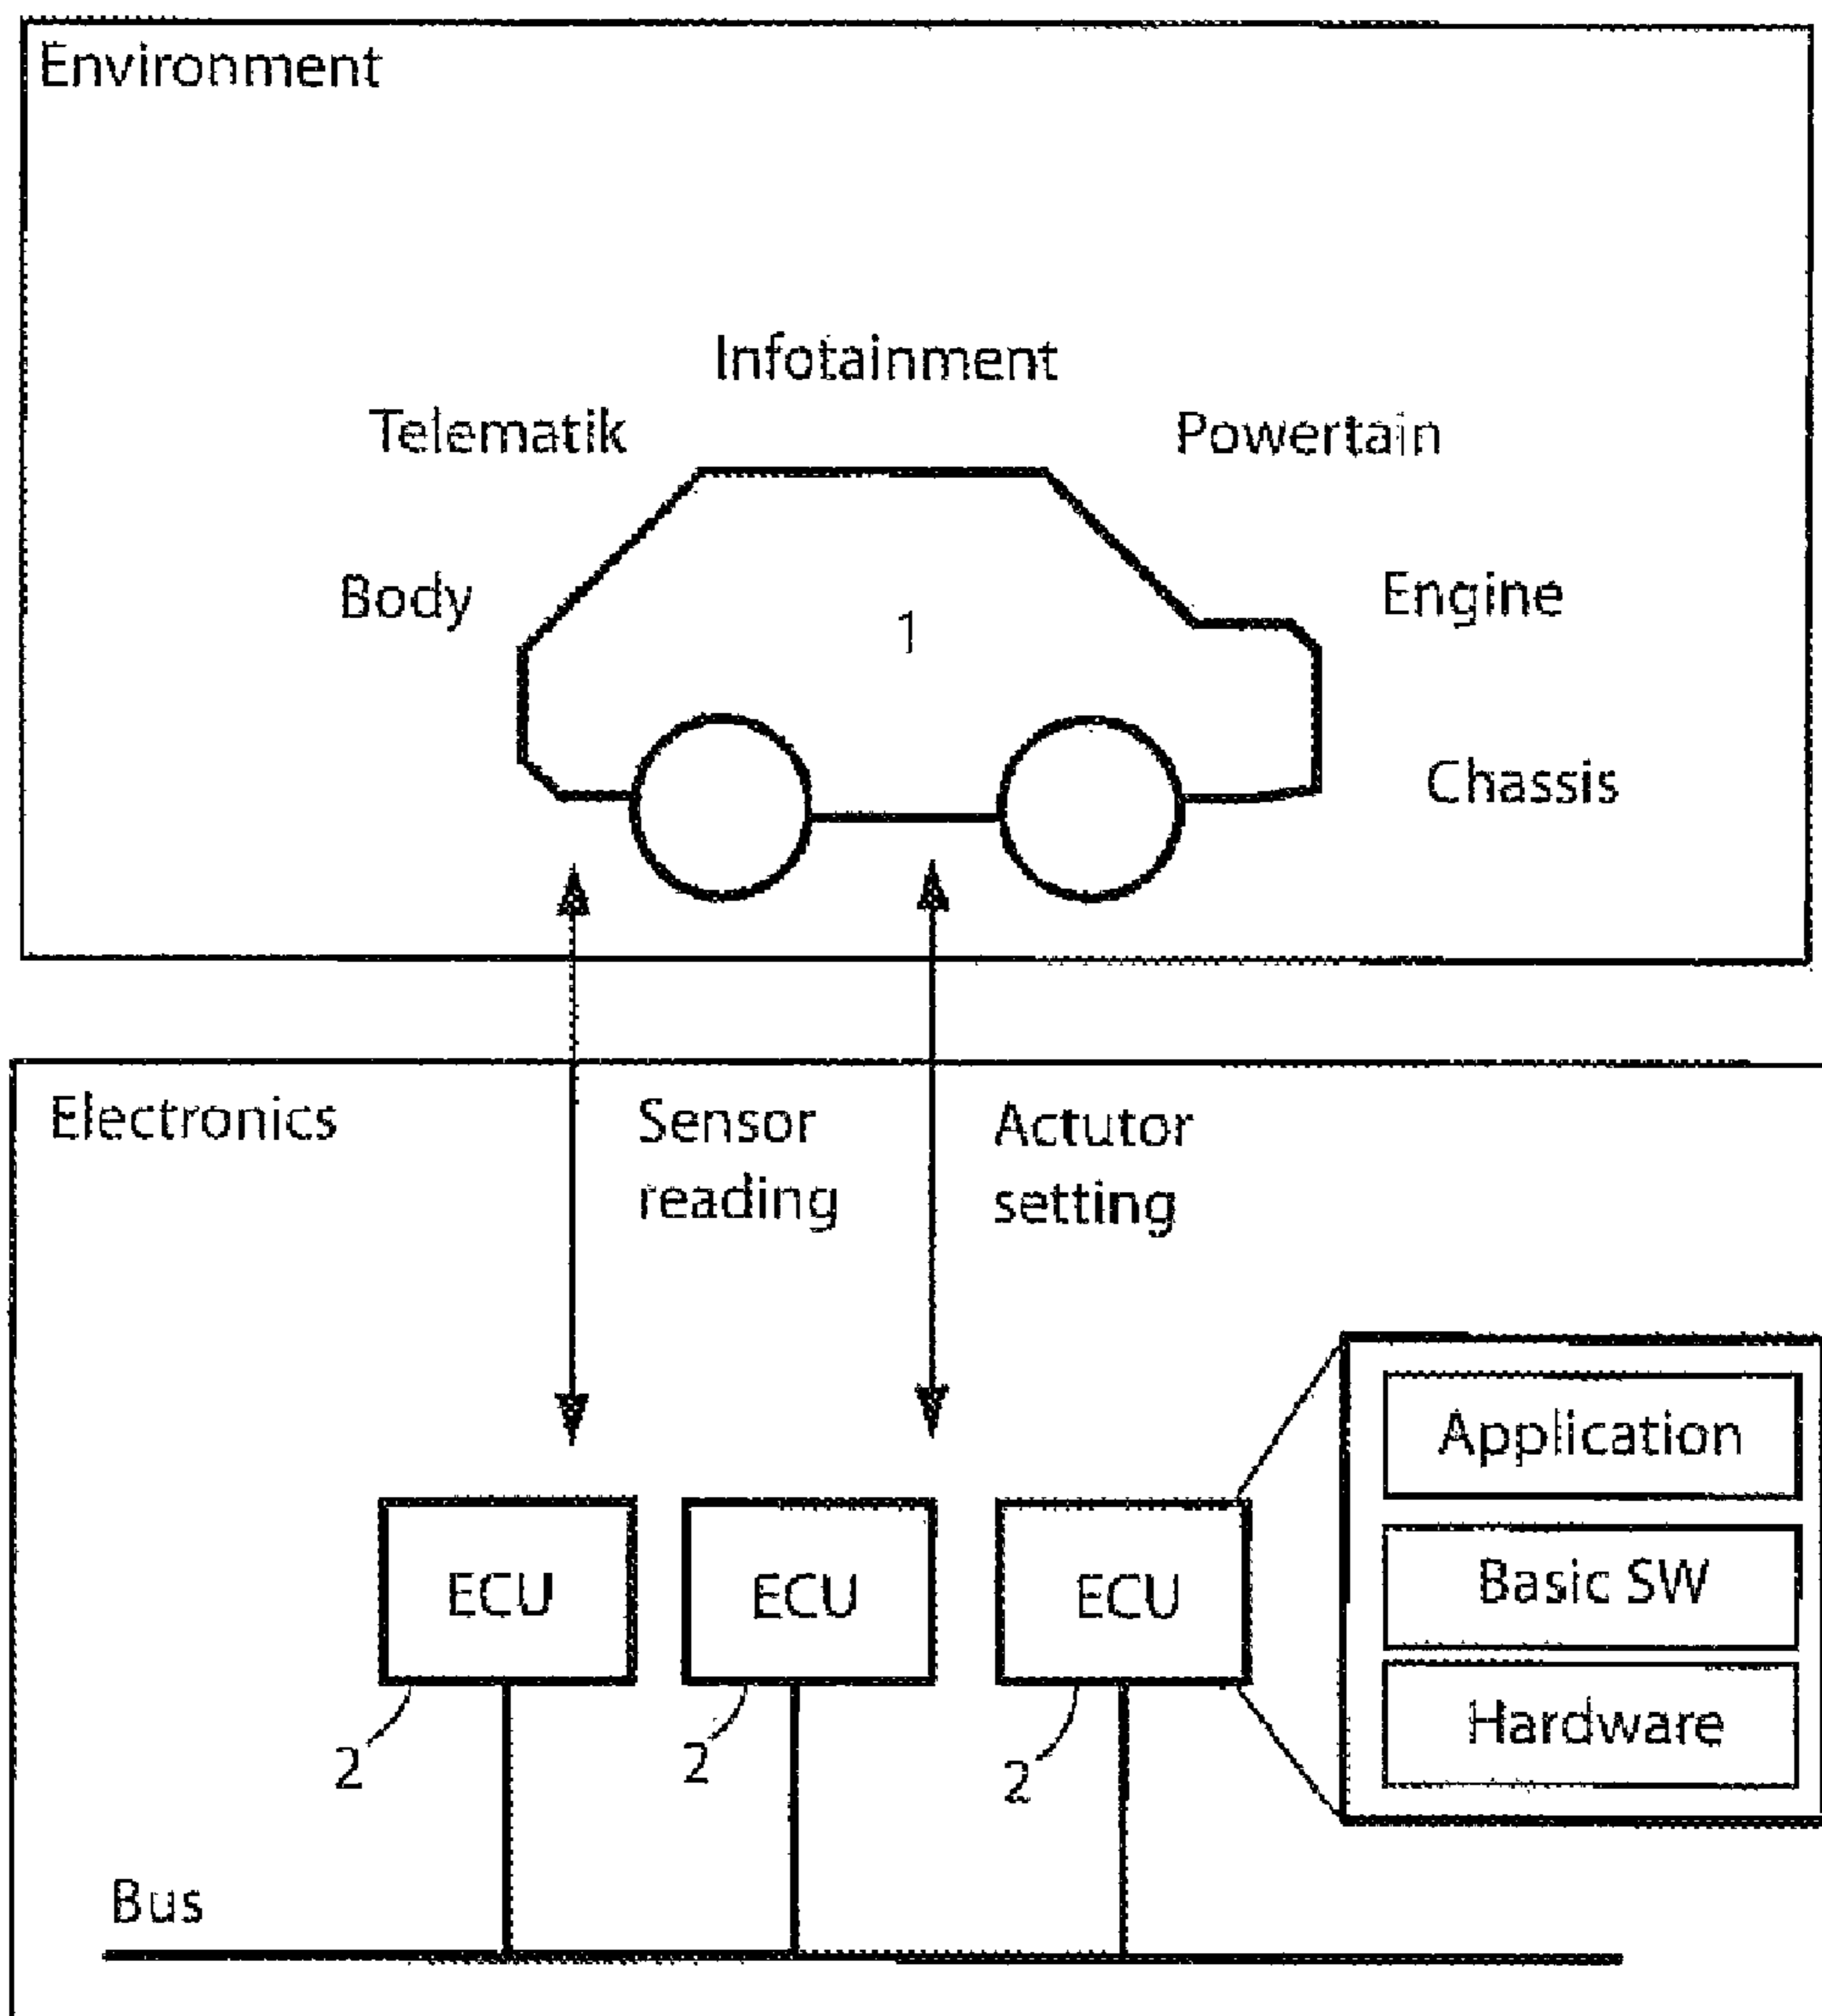 Environment
Infotainment
Telematik
Powertain
Body
1
Engine
Chassis
Electronics
Sensor
reading
Actutor
setting
Application
Basic SW
Hardware
ECU
ECU
ECU
2
2
2
Bus